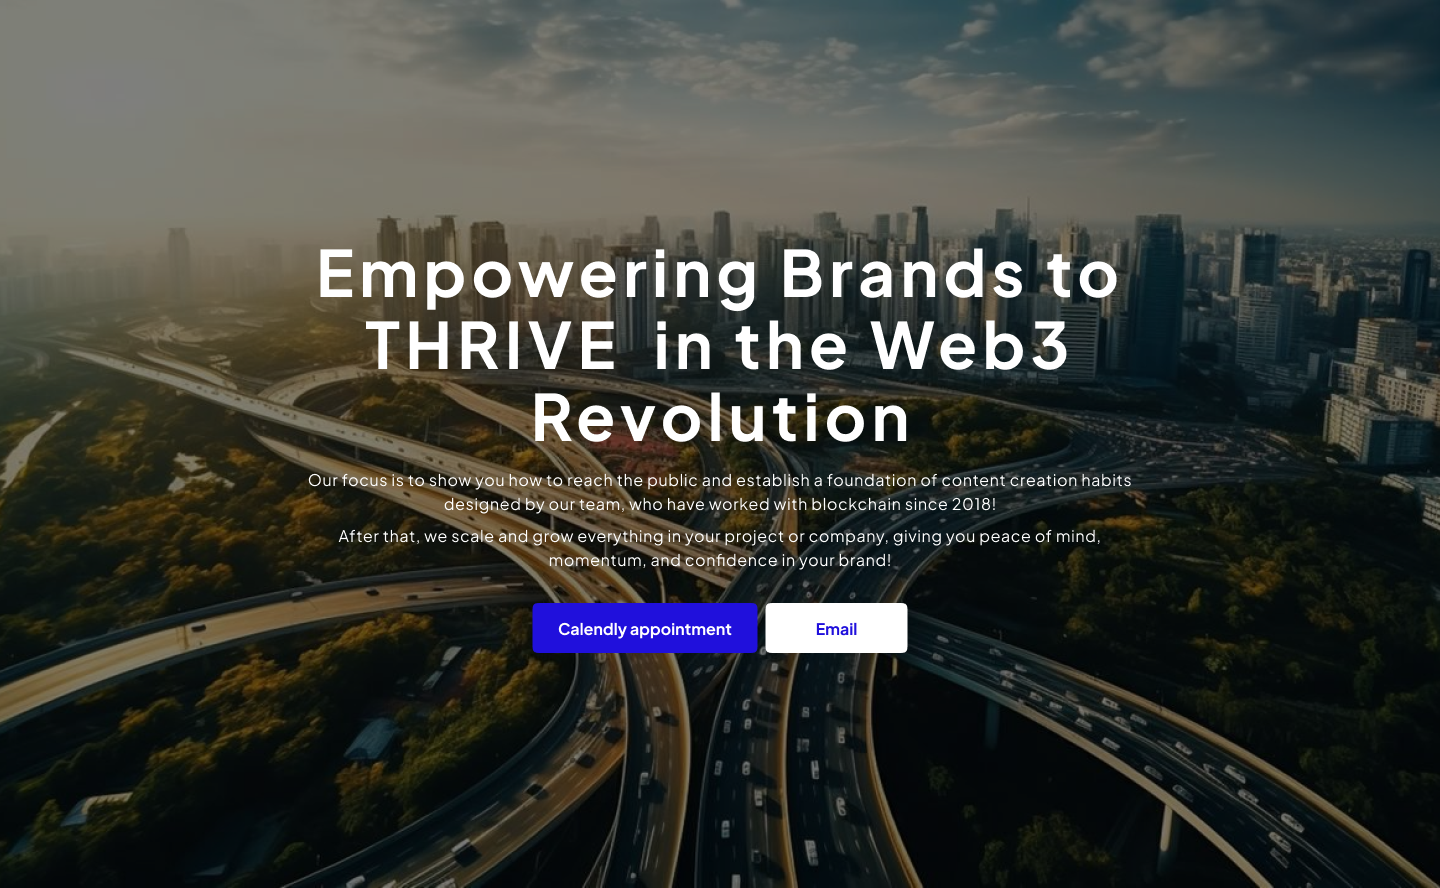 Empowering Brands to
THRIVE  in the Web3
Revolution
Our focus is to show you how to reach the public and establish a foundation of content creation habits
designed by our team, who have worked with blockchain since 2018!
After that, we scale and grow everything in your project or company, giving you peace of mind,
momentum, and confidence in your brand!
Calendly appointment
Email